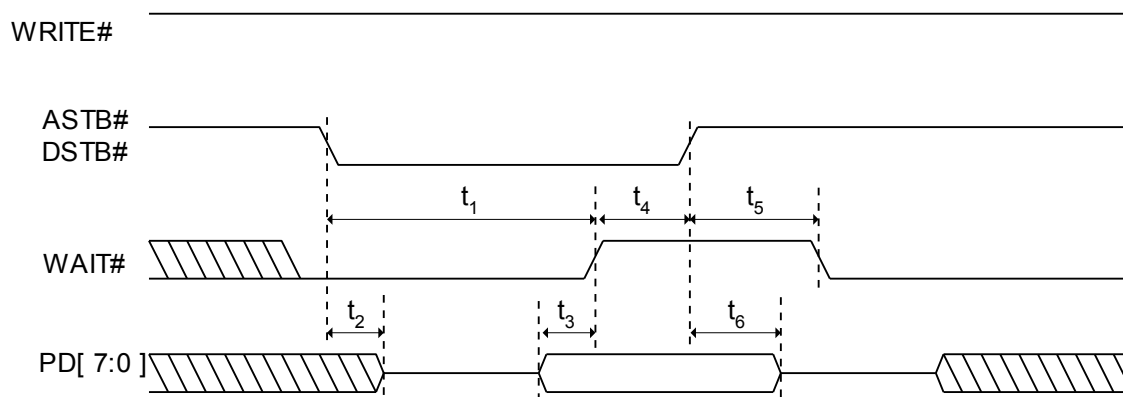 WRITE#
ASTB#
DSTB#
t1 t4 t5
WAIT#
t2 t3 t6
PD[ 7:0 ]